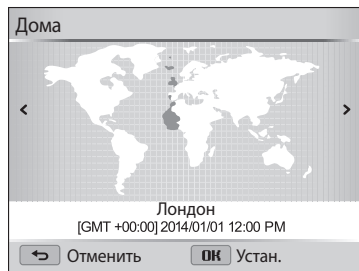 Дома
Лондон
[GMT +00:00] 2014/01/01 12:00 PM
Отменить OK Устан.